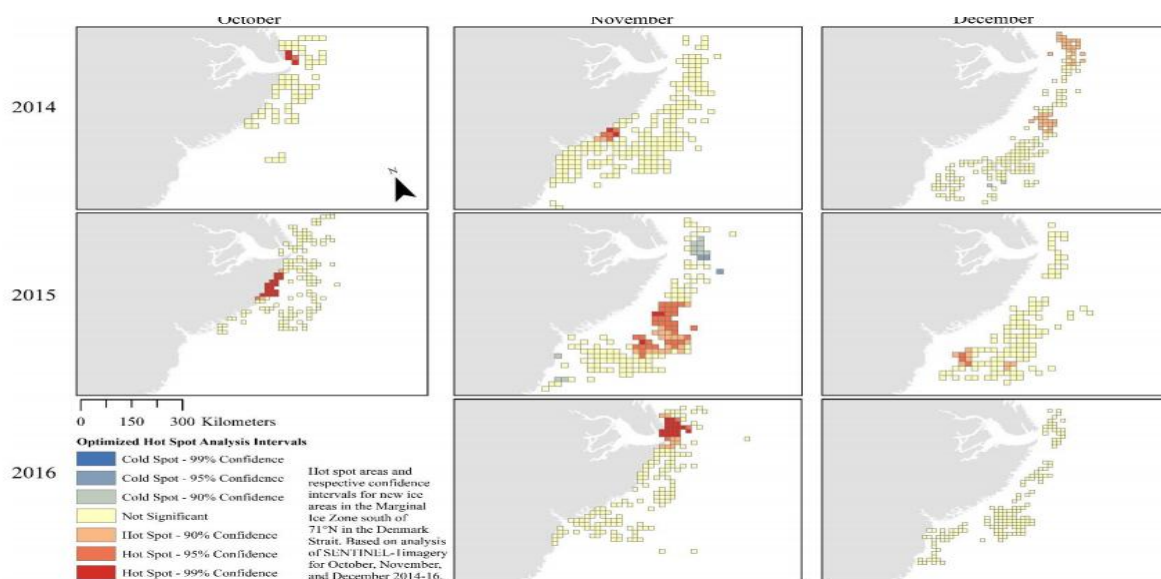 October
November
December
2014
N
2015
0 150 300 Kilometers
Optimized Hot Spot Analysis Intervals
Cold Spot - 99% Confidence
Cold Spot - 95% Confidence
Cold Spot - 90% Confidence
Not Significant
Hot Spot - 90% Confidence
Hot Spot - 95% Confidence
Hot Spot - 99% Confidence
Hot spot areas and
respective confidence
intervals for new ice
areas in the Marginal
Ice Zone south of
71°N in the Denmark
Strait. Based on analysis
of SENTINEL-1imagery
for October, November,
and December 2014-16.
2016